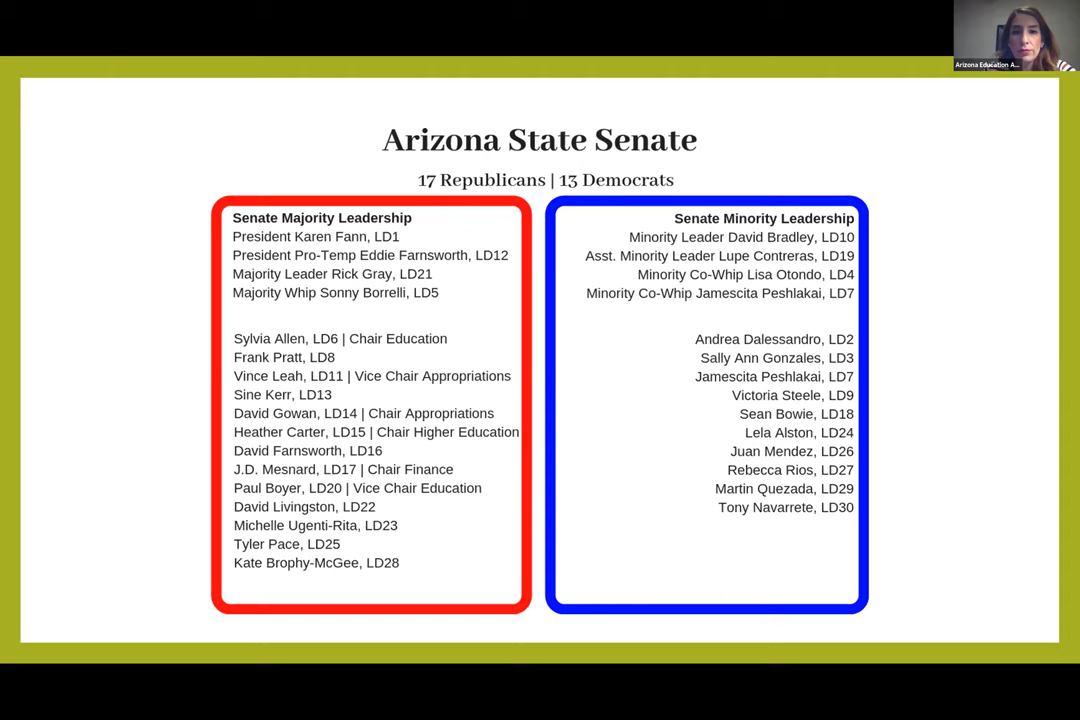 Arizona Education A...
Arizona State Senate
17 Republicans | 13 Democrats
Senate Majority Leadership
President Karen Fann, LD1
President Pro-Temp Eddie Farnsworth, LD12
Majority Leader Rick Gray, LD21
Majority Whip Sonny Borrelli, LD5
Sylvia Allen, LD6 | Chair Education
Frank Pratt, LD8
Vince Leah, LD11 | Vice Chair Appropriations
Sine Kerr, LD13
David Gowan, LD14 | Chair Appropriations
Heather Carter, LD15 | Chair Higher Education
David Farnsworth, LD16
J.D. Mesnard, LD17 | Chair Finance
Paul Boyer, LD20 | Vice Chair Education
David Livingston, LD22
Michelle Ugenti-Rita, LD23
Tyler Pace, LD25
Kate Brophy-McGee, LD28
Senate Minority Leadership
Minority Leader David Bradley, LD10
Asst. Minority Leader Lupe Contreras, LD19
Minority Co-Whip Lisa Otondo, LD4
Minority Co-Whip Jamescita Peshlakai, LD7
Andrea Dalessandro, LD2
Sally Ann Gonzales, LD3
Jamescita Peshlakai, LD7
Victoria Steele, LD9
Sean Bowie, LD18
Lela Alston, LD24
Juan Mendez, LD26
Rebecca Rios, LD27
Martin Quezada, LD29
Tony Navarrete, LD30